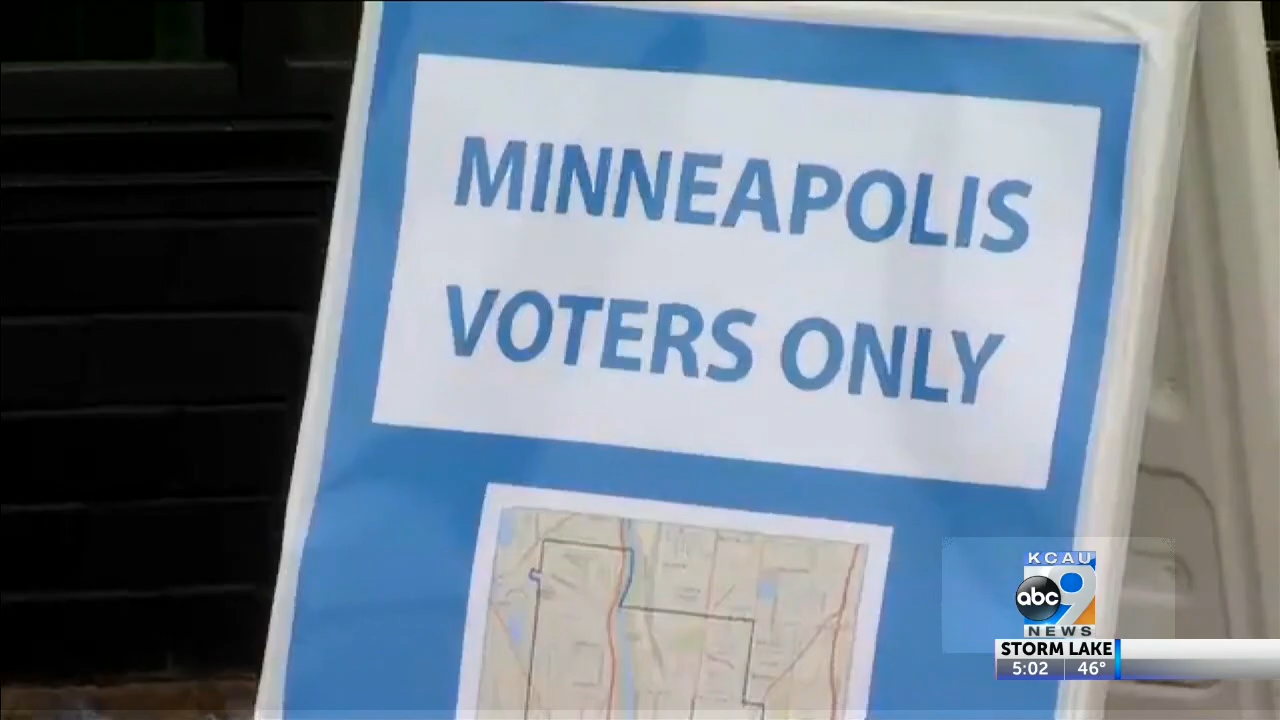 MINNEAPOLIS
VOTERS ONLY
KCAU
abc 9
NEWS
STORM LAKE
5:02 46°